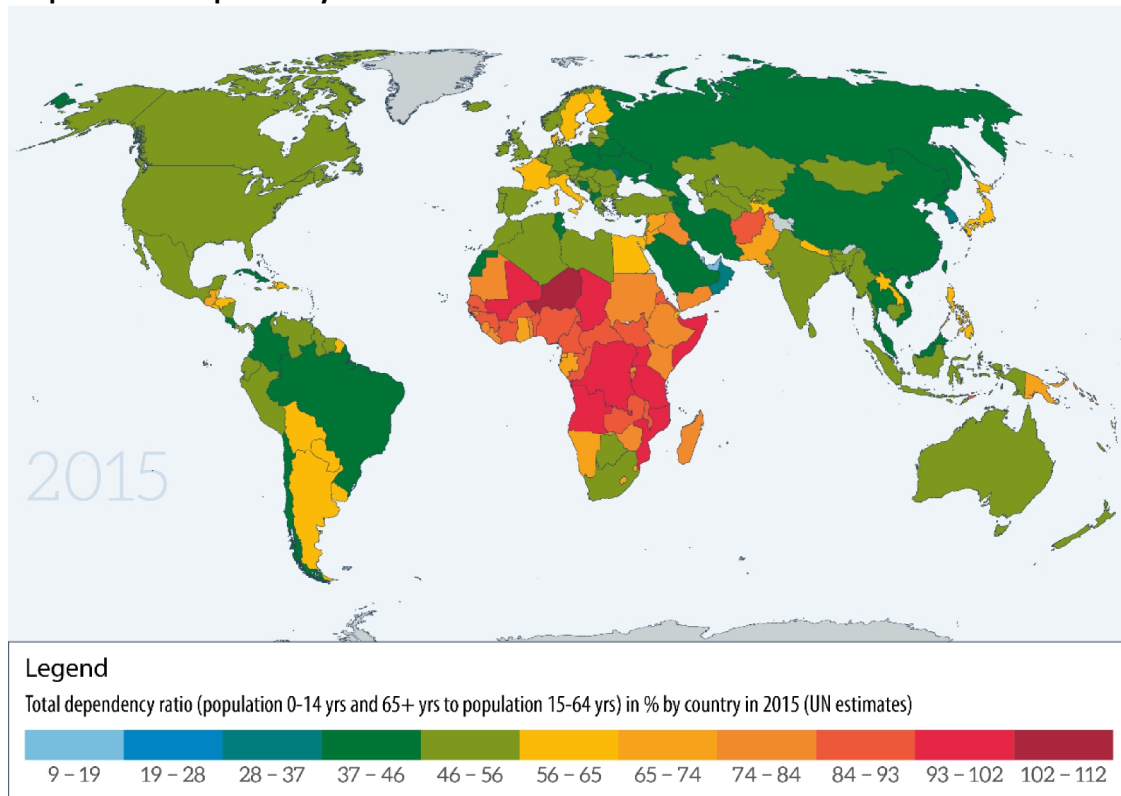 2015
Legend
Total dependency ratio (population 0-14 yrs and 65+ yrs to population 15-64 yrs) in % by country in 2015 (UN estimates)
9 – 19 19 – 28 28 – 37 37 – 46 46 – 56 56 – 65 65 – 74 74 – 84 84 – 93 93 – 102 102 – 112